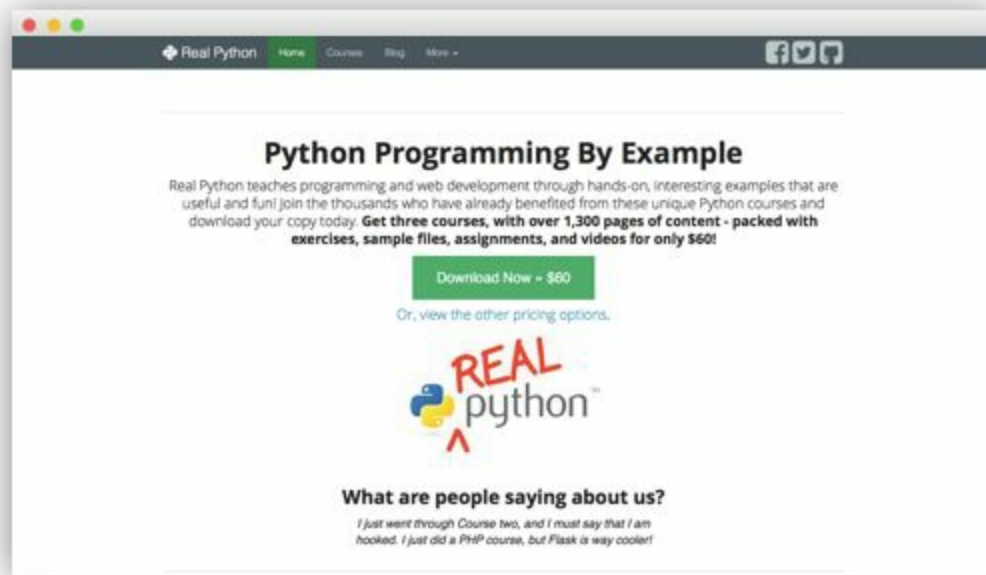 Real Python Home Courses Blog More
Python Programming By Example
Real Python teaches programming and web development through hands-on, interesting examples that are
useful and fun! Join the thousands who have already benefited from these unique Python courses and
download your copy today. Get three courses, with over 1,300 pages of content - packed with
exercises, sample files, assignments, and videos for only $60!
Download Now - $60
Or, view the other pricing options.
REAL
python™
What are people saying about us?
I just went through Course two, and I must say that I am
hooked. I just did a PHP course, but Flask is way cooler!